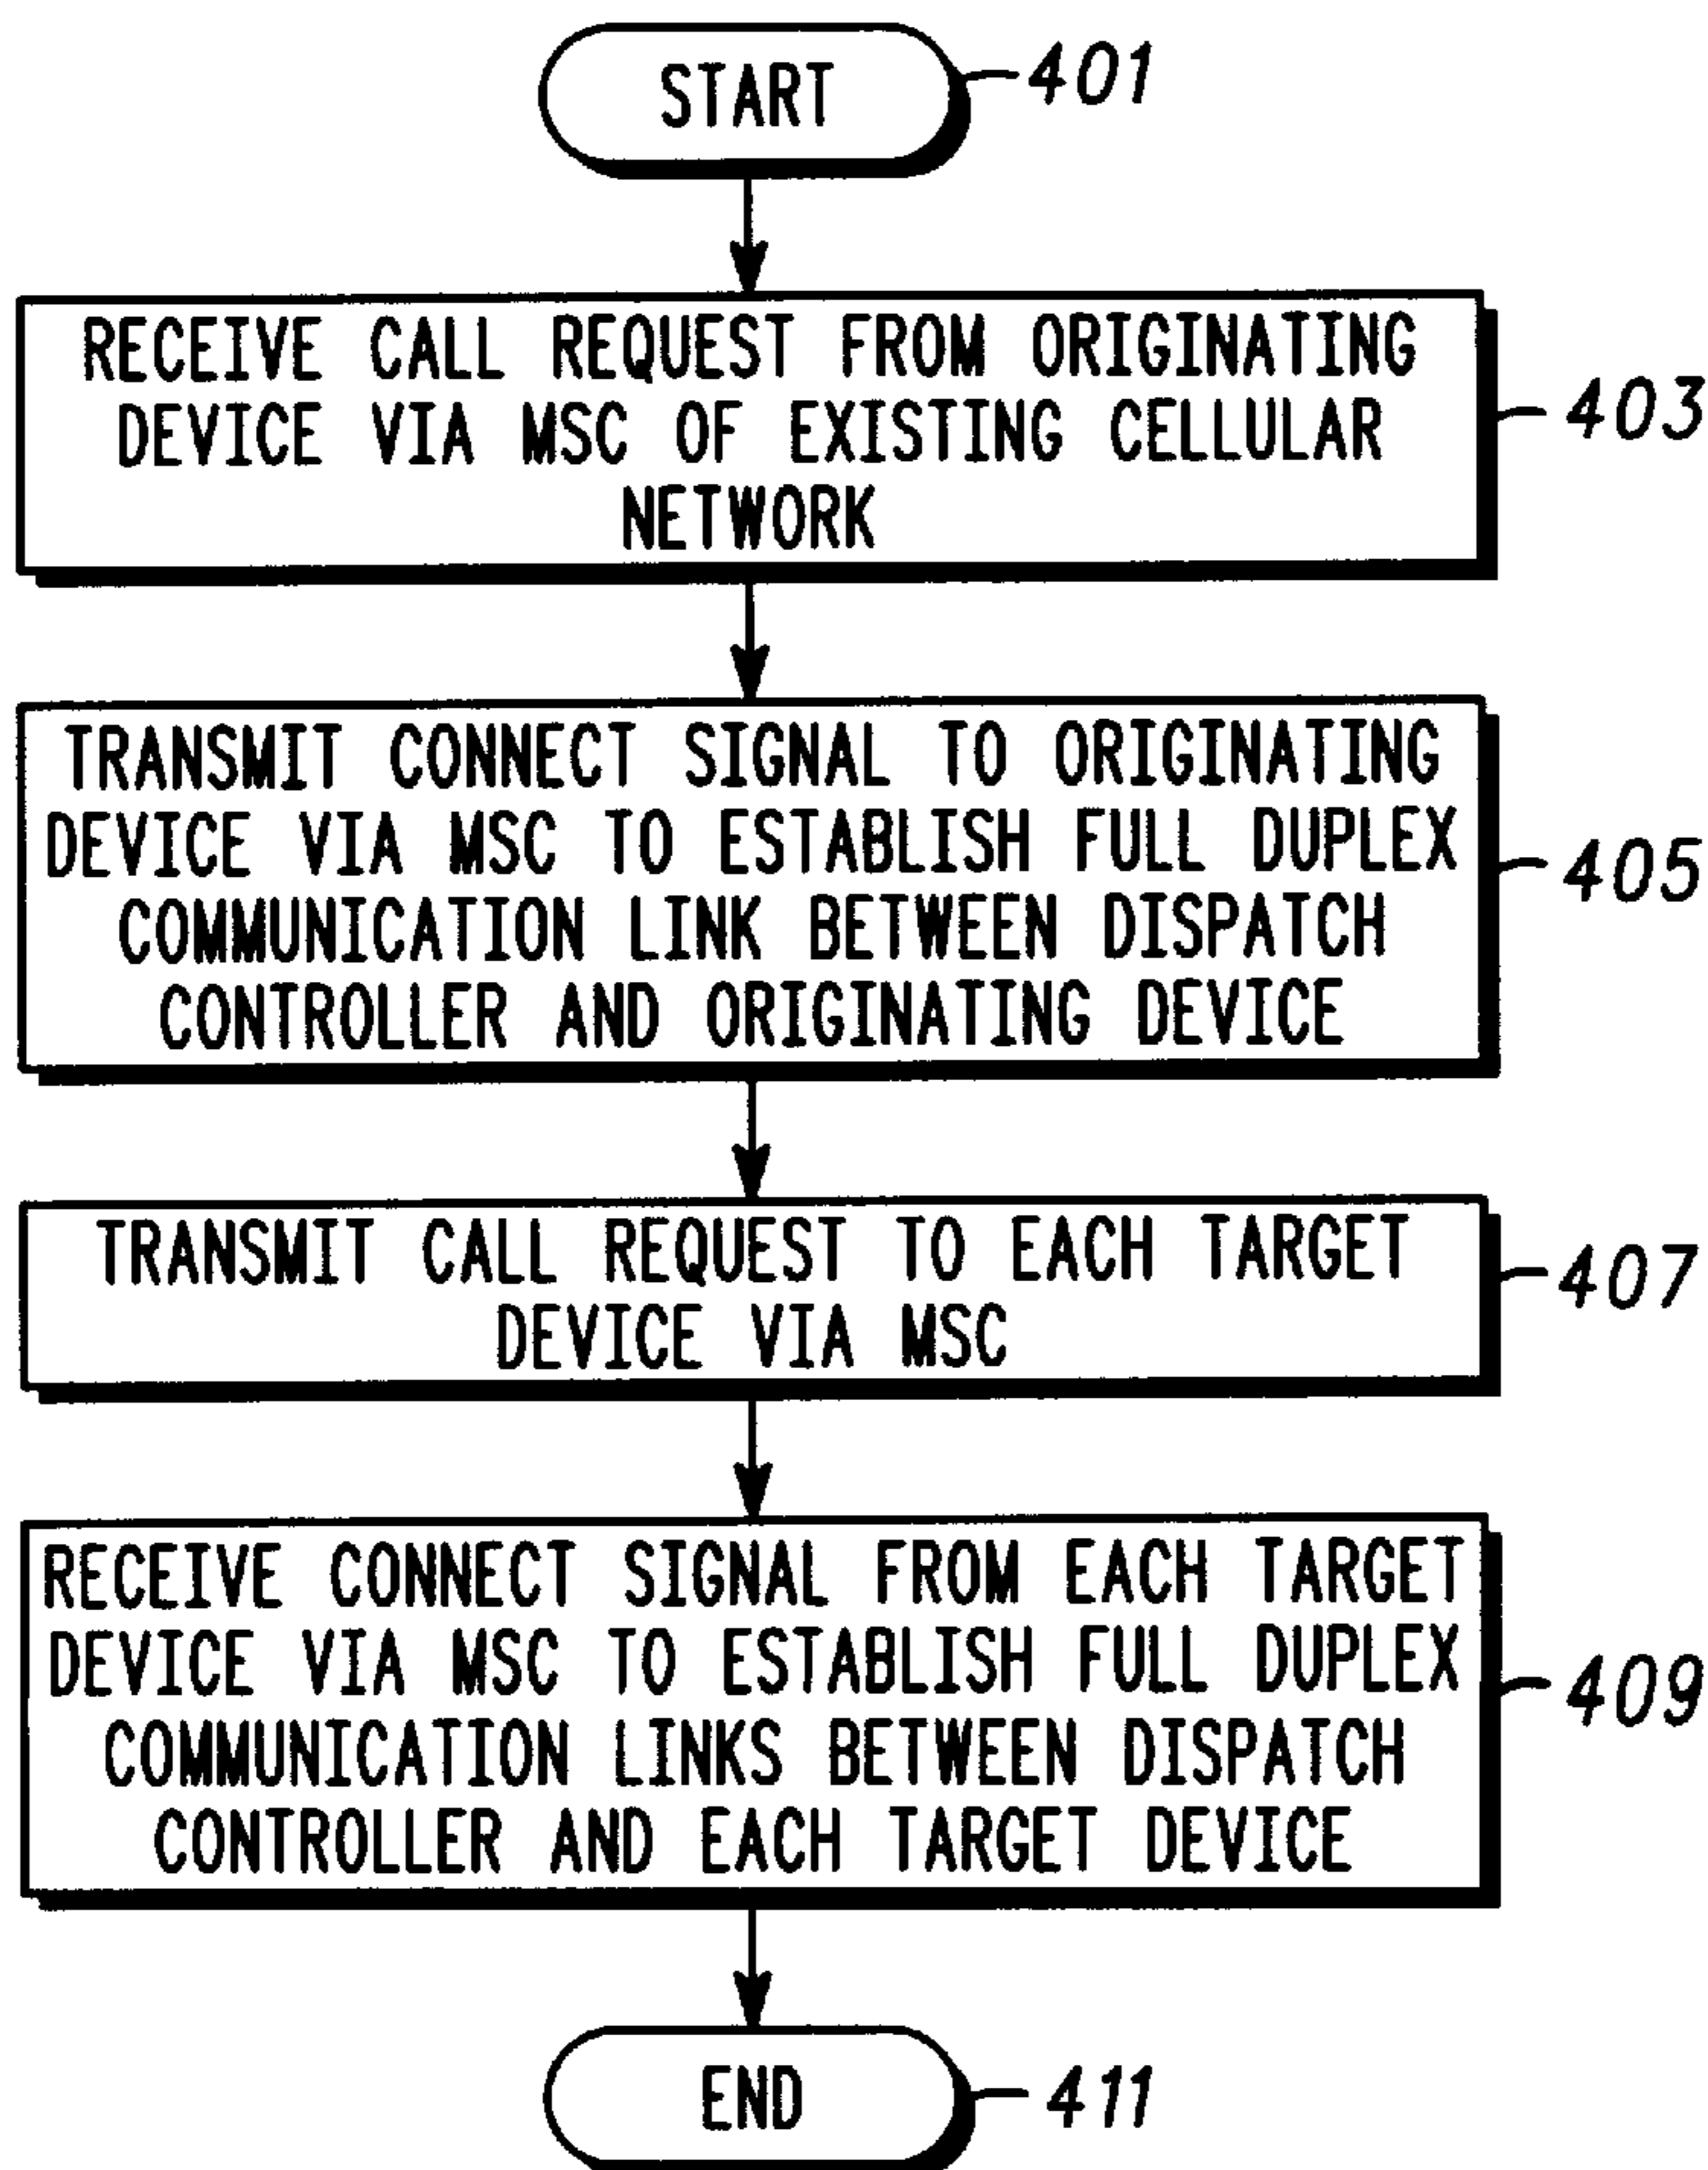 START
401
RECEIVE CALL REQUEST FROM ORIGINATING
DEVICE VIA MSC OF EXISTING CELLULAR
NETWORK
403
TRANSMIT CONNECT SIGNAL TO ORIGINATING
DEVICE VIA MSC TO ESTABLISH FULL DUPLEX
COMMUNICATION LINK BETWEEN DISPATCH
CONTROLLER AND ORIGINATING DEVICE
405
TRANSMIT CALL REQUEST TO EACH TARGET
DEVICE VIA MSC
407
RECEIVE CONNECT SIGNAL FROM EACH TARGET
DEVICE VIA MSC TO ESTABLISH FULL DUPLEX
COMMUNICATION LINKS BETWEEN DISPATCH
CONTROLLER AND EACH TARGET DEVICE
409
END
411